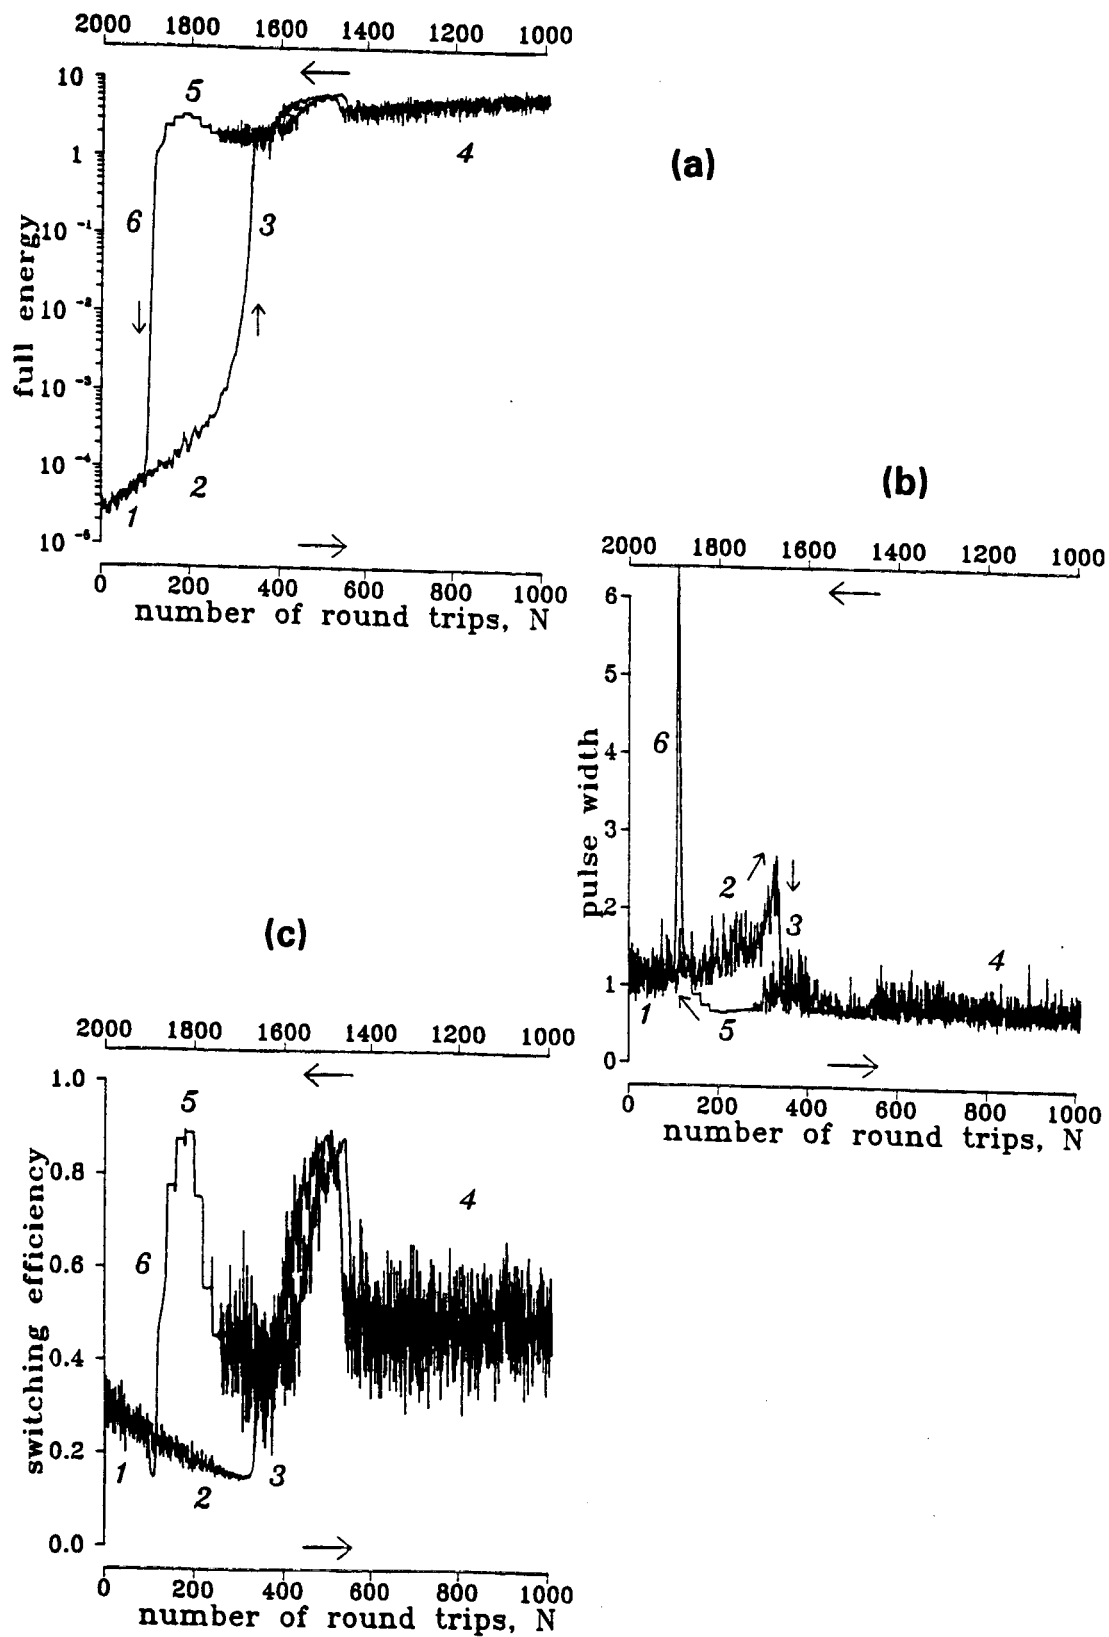 2000 1800 1600 1400 1200 1000
10
5
1
4
(a)
6
3
10⁻¹
full energy
10⁻²
10⁻³
10⁻⁴
2
1
10⁻⁵
0 200 400 600 800 1000
number of round trips, N
(b)
2000 1800 1600 1400 1200 1000
6
5
6
4
pulse width
3
2
2
3
4
1
1
5
0
0 200 400 600 800 1000
number of round trips, N
(c)
2000 1800 1600 1400 1200 1000
1.0
5
0.8
4
switching efficiency
6
0.6
0.4
0.2
1
2
3
0.0
0 200 400 600 800 1000
number of round trips, N